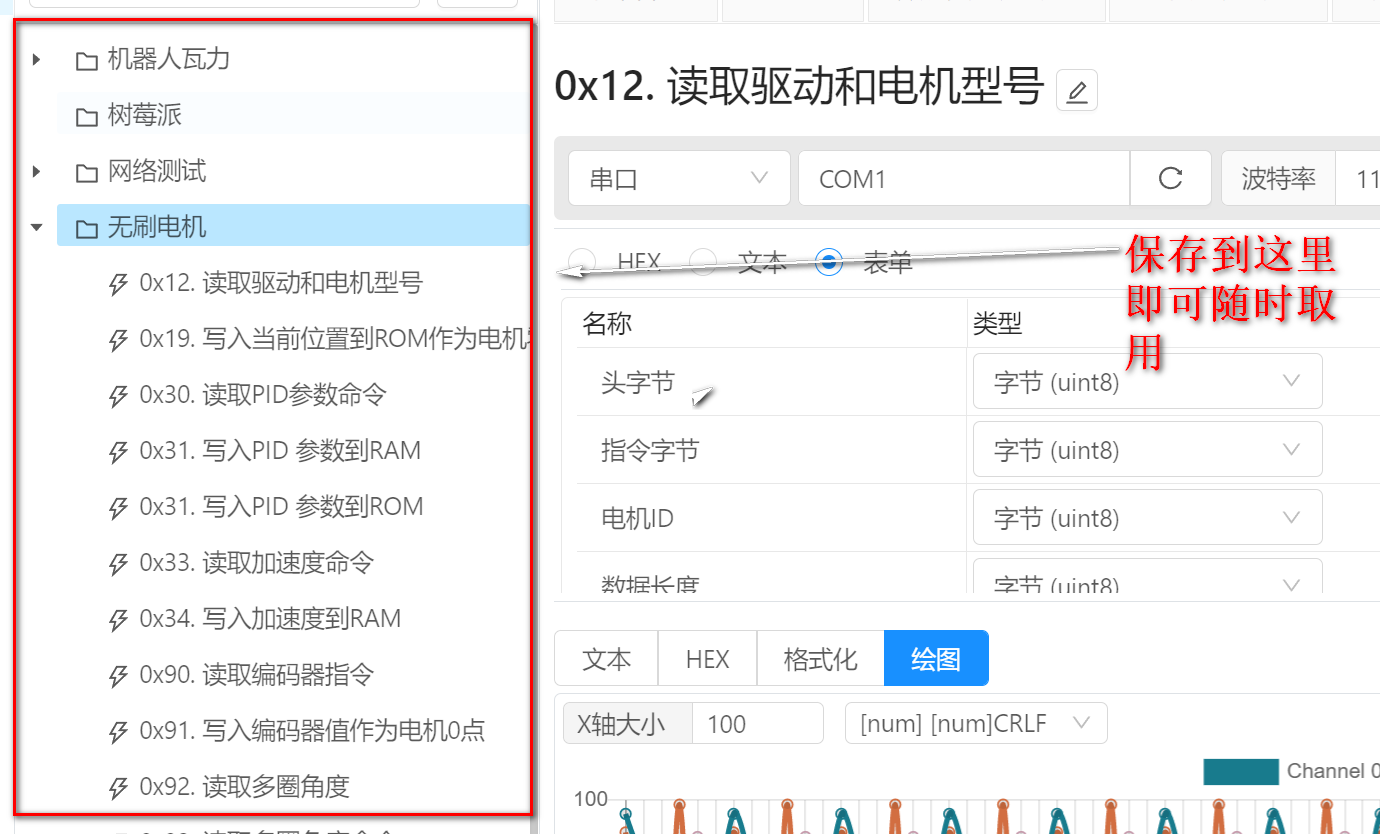 机器人瓦力
树莓派
网络测试
无刷电机
0x12. 读取驱动和电机型号
0x19. 写入当前位置到ROM作为电机
0x30. 读取PID参数命令
0x31. 写入PID 参数到RAM
0x31. 写入PID 参数到ROM
0x33. 读取加速度命令
0x34. 写入加速度到RAM
0x90. 读取编码器指令
0x91. 写入编码器值作为电机0点
0x92. 读取多圈角度
0x12. 读取驱动和电机型号
串口
COM1
波特率
11
HEX
文本
表单
保存到这里
即可随时取
用
名称
类型
头字节
字节 (uint8)
指令字节
字节 (uint8)
电机ID
字节 (uint8)
数据长度
字节 (uint8)
文本
HEX
格式化
绘图
X轴大小
100
[num] [num]CRLF
Channel 0
100